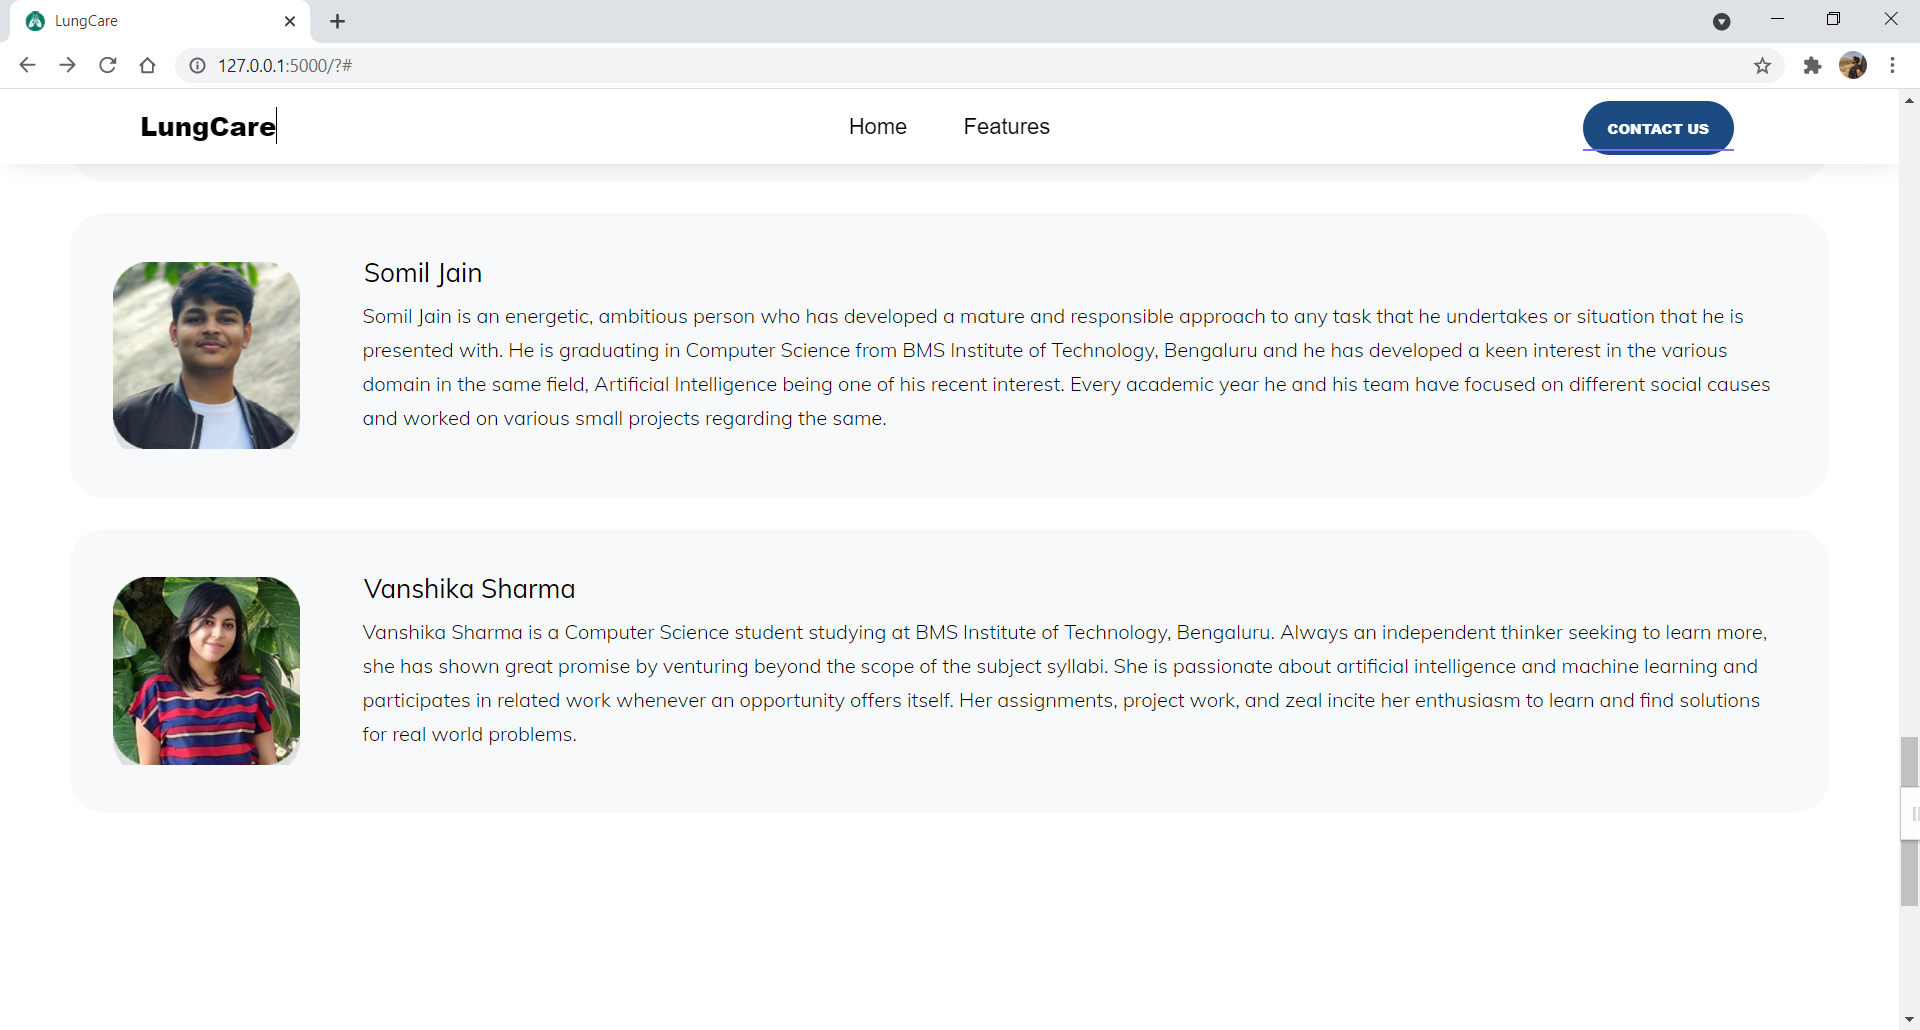 LungCare
127.0.0.1:5000/?#
LungCare
Home
Features
CONTACT US
Somil Jain
Somil Jain is an energetic, ambitious person who has developed a mature and responsible approach to any task that he undertakes or situation that he is
presented with. He is graduating in Computer Science from BMS Institute of Technology, Bengaluru and he has developed a keen interest in the various
domain in the same field, Artificial Intelligence being one of his recent interest. Every academic year he and his team have focused on different social causes
and worked on various small projects regarding the same.
Vanshika Sharma
Vanshika Sharma is a Computer Science student studying at BMS Institute of Technology, Bengaluru. Always an independent thinker seeking to learn more,
she has shown great promise by venturing beyond the scope of the subject syllabi. She is passionate about artificial intelligence and machine learning and
participates in related work whenever an opportunity offers itself. Her assignments, project work, and zeal incite her enthusiasm to learn and find solutions
for real world problems.